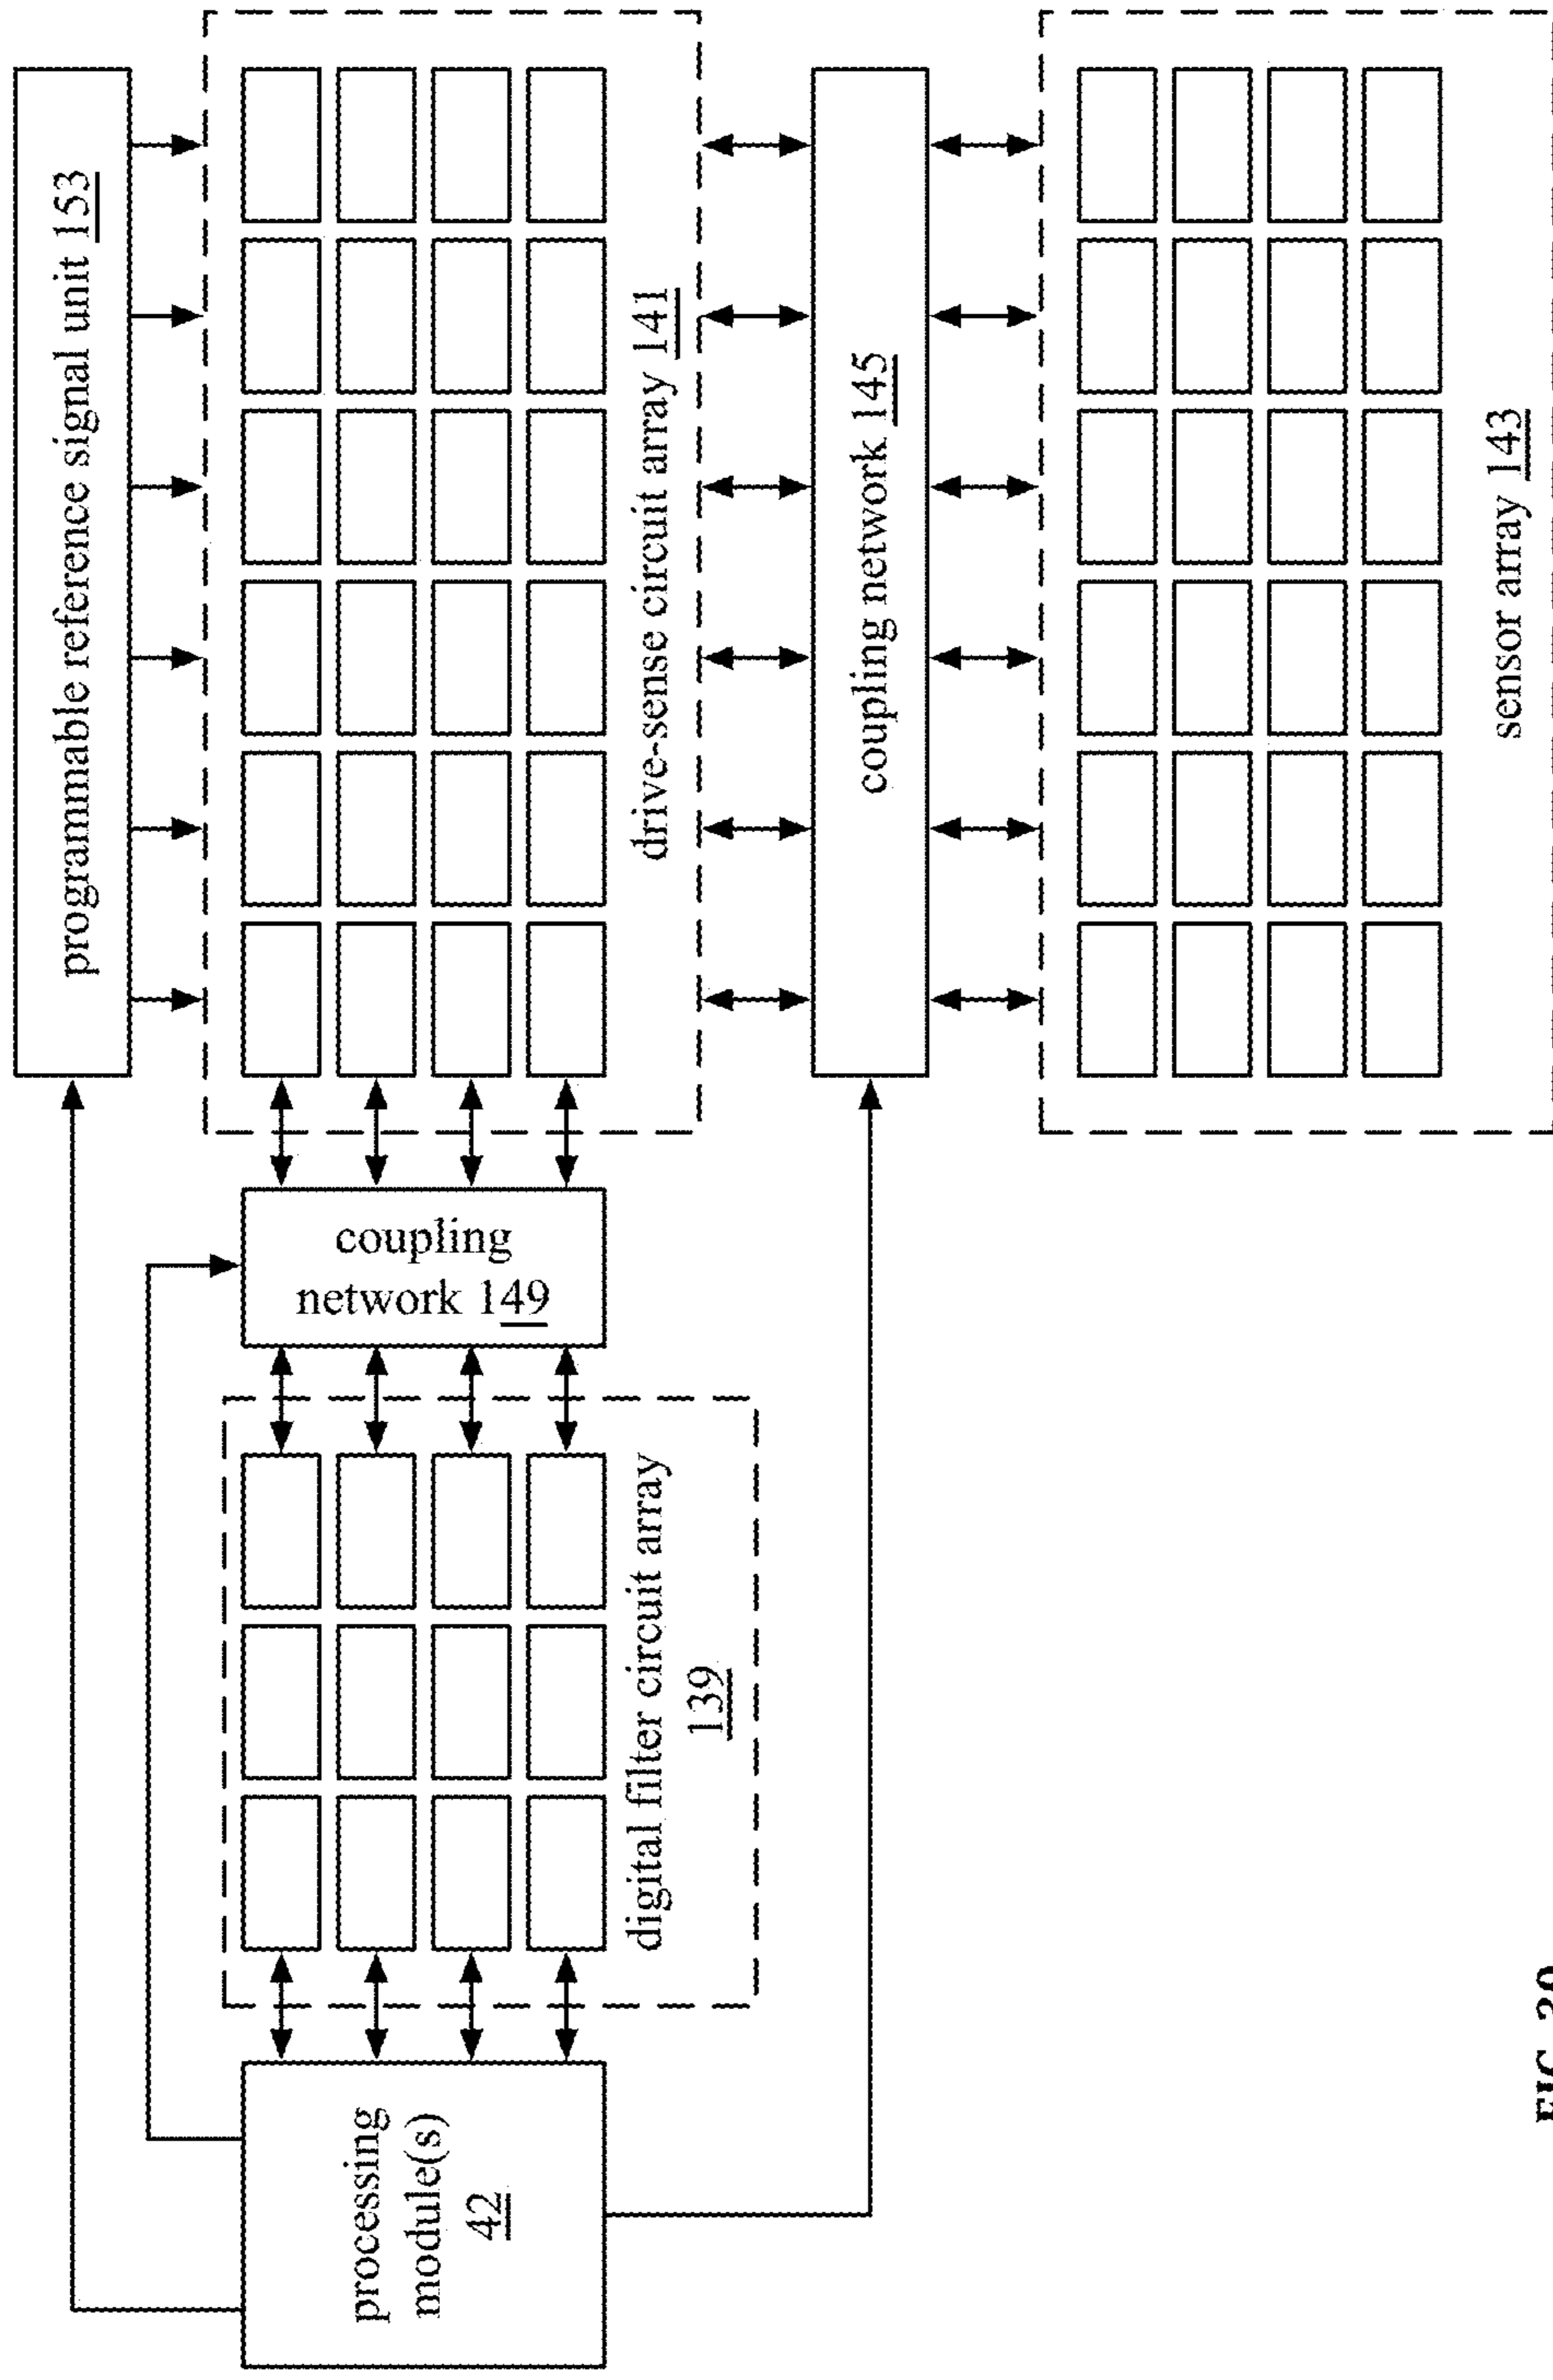 programmable reference signal unit 153
drive-sense circuit array 141
coupling network 145
sensor array 143
coupling
network 149
digital filter circuit array
139
processing
module(s)
42
FIG.